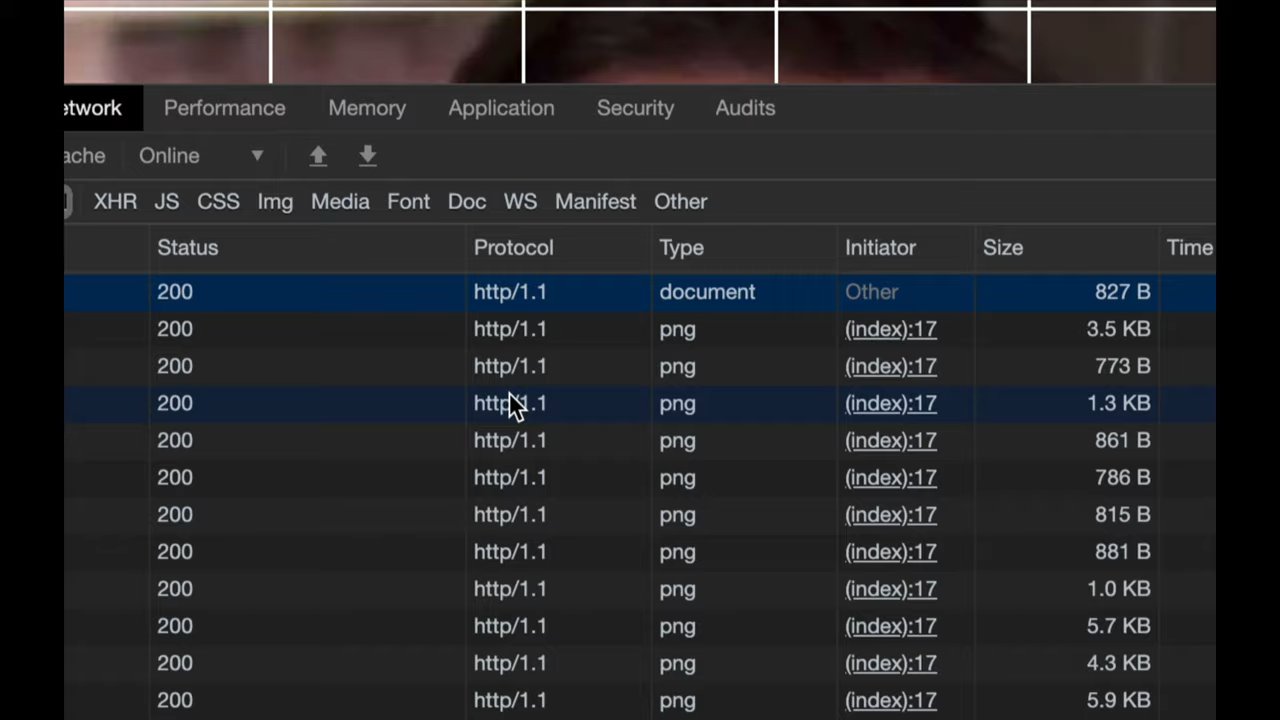 etwork Performance Memory Application Security Audits
ache Online
XHR JS CSS Img Media Font Doc WS Manifest Other
Status Protocol Type Initiator Size Time
200 http/1.1 document Other 827 B
200 http/1.1 png (index):17 3.5 KB
200 http/1.1 png (index):17 773 B
200 http/1.1 png (index):17 1.3 KB
200 http/1.1 png (index):17 861 B
200 http/1.1 png (index):17 786 B
200 http/1.1 png (index):17 815 B
200 http/1.1 png (index):17 881 B
200 http/1.1 png (index):17 1.0 KB
200 http/1.1 png (index):17 5.7 KB
200 http/1.1 png (index):17 4.3 KB
200 http/1.1 png (index):17 5.9 KB